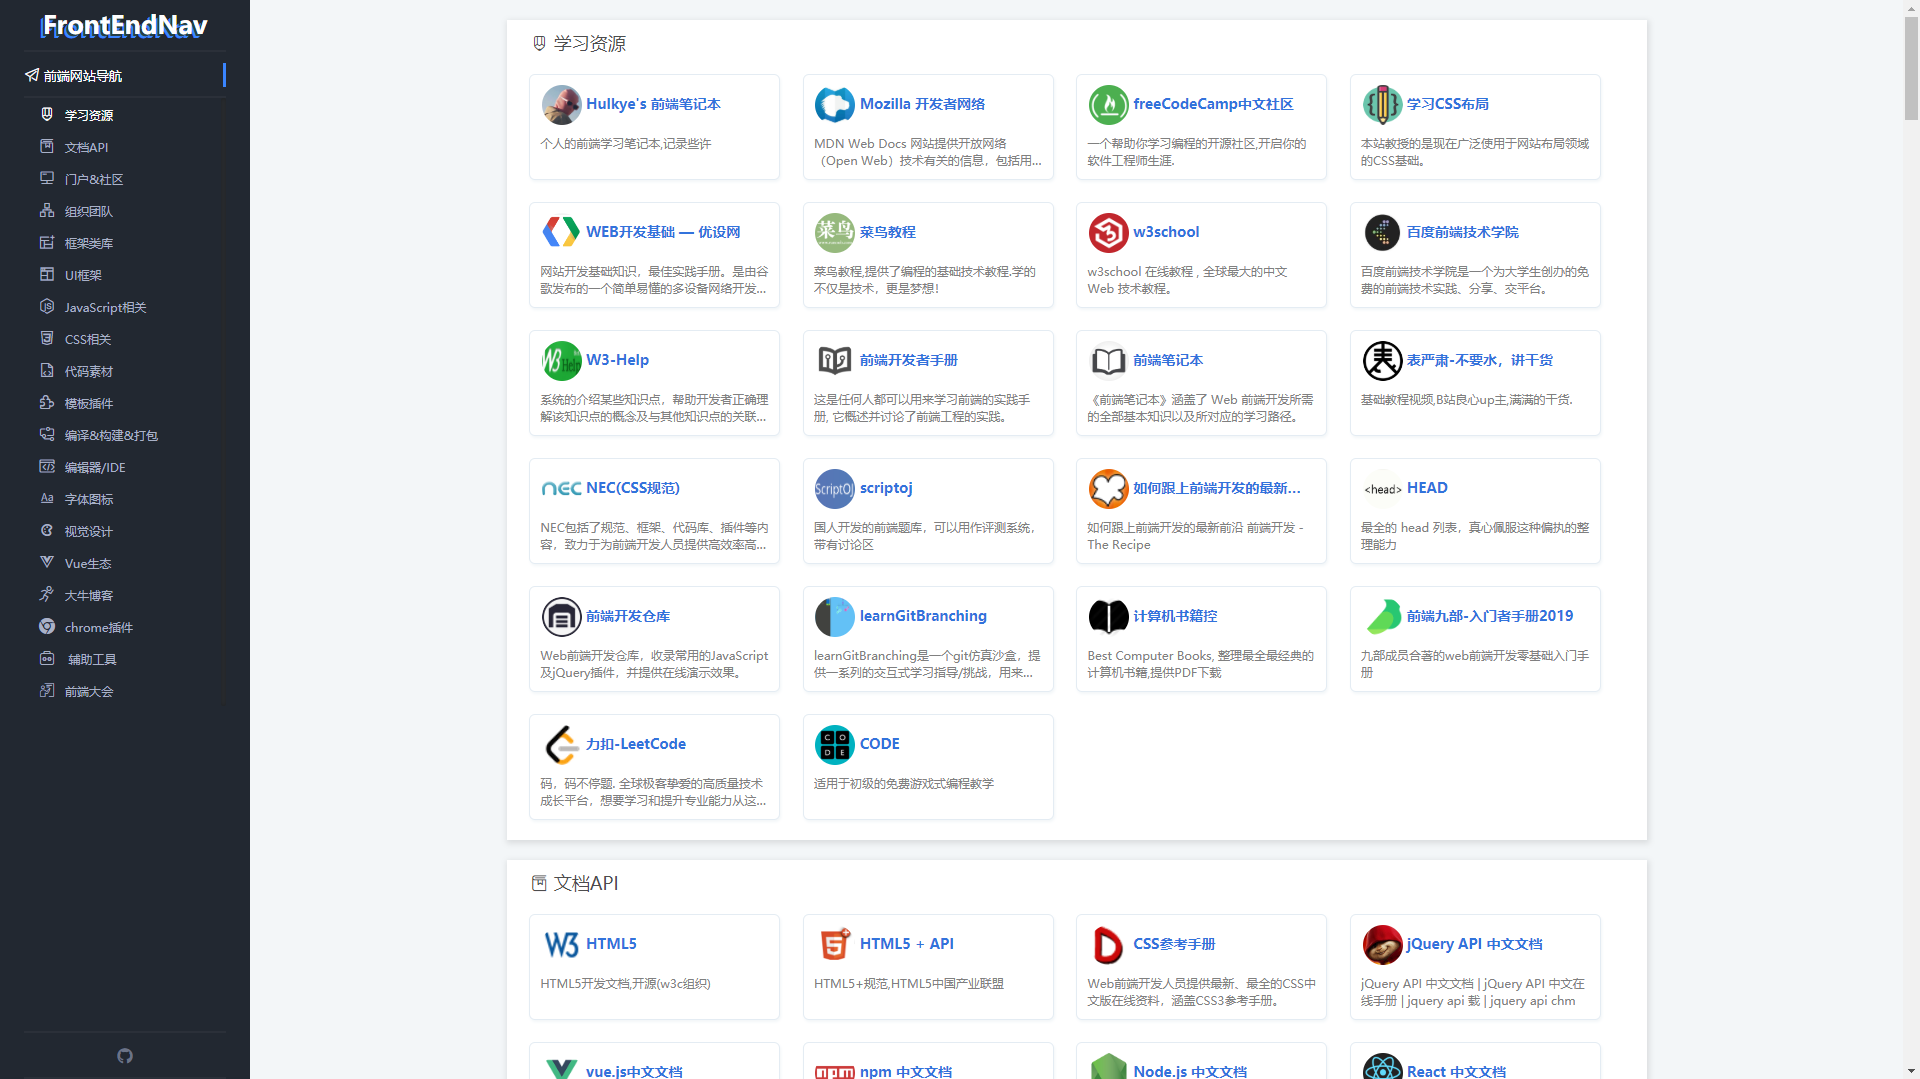 FrontEndNav
前端网站导航
学习资源
文档API
门户&社区
组织团队
框架类库
UI框架
JavaScript相关
CSS相关
代码素材
模板插件
编译&构建&打包
编辑器/IDE
字体图标
视觉设计
Vue生态
大牛博客
chrome插件
辅助工具
前端大会
学习资源
Hulkye's 前端笔记本
个人的前端学习笔记本,记录些许
Mozilla 开发者网络
MDN Web Docs 网站提供开放网络
（Open Web）技术有关的信息，包括用...
freeCodeCamp中文社区
一个帮助你学习编程的开源社区,开启你的
软件工程师生涯.
学习CSS布局
本站教授的是现在广泛使用于网站布局领域
的CSS基础。
WEB开发基础 — 优设网
网站开发基础知识，最佳实践手册。是由谷
歌发布的一个简单易懂的多设备网络开发...
菜鸟
菜鸟教程
菜鸟教程,提供了编程的基础技术教程.学的
不仅是技术，更是梦想！
w3school
w3school 在线教程 , 全球最大的中文
Web 技术教程。
百度前端技术学院
百度前端技术学院是一个为大学生创办的免
费的前端技术实践、分享、交平台。
W3 Help
W3-Help
系统的介绍某些知识点，帮助开发者正确理
解该知识点的概念及与其他知识点的关联...
前端开发者手册
这是任何人都可以用来学习前端的实践手
册, 它概述并讨论了前端工程的实践。
前端笔记本
《前端笔记本》涵盖了 Web 前端开发所需
的全部基本知识以及所对应的学习路径。
表
表严肃-不要水，讲干货
基础教程视频,B站良心up主,满满的干货.
nec
NEC(CSS规范)
NEC包括了规范、框架、代码库、插件等内
容，致力于为前端开发人员提供高效率高...
ScriptOJ
scriptoj
国人开发的前端题库，可以用作评测系统，
带有讨论区
如何跟上前端开发的最新...
如何跟上前端开发的最新前沿 前端开发 -
The Recipe
<head>
HEAD
最全的 head 列表，真心佩服这种偏执的整
理能力
前端开发仓库
Web前端开发仓库，收录常用的JavaScript
及jQuery插件，并提供在线演示效果。
learnGitBranching
learnGitBranching是一个git仿真沙盒，提
供一系列的交互式学习指导/挑战，用来...
计算机书籍控
Best Computer Books, 整理最全最经典的
计算机书籍,提供PDF下载
前端九部-入门者手册2019
九部成员合著的web前端开发零基础入门手
册
力扣-LeetCode
码，码不停题. 全球极客挚爱的高质量技术
成长平台，想要学习和提升专业能力从这...
CODE
CODE
适用于初级的免费游戏式编程教学
文档API
W3
HTML5
HTML5开发文档,开源(w3c组织)
5
HTML5 + API
HTML5+规范,HTML5中国产业联盟
CSS参考手册
Web前端开发人员提供最新、最全的CSS中
文版在线资料，涵盖CSS3参考手册。
jQuery API 中文文档
jQuery API 中文文档 | jQuery API 中文在
线手册 | jquery api 载 | jquery api chm
vue.js中文文档
npm 中文文档
Node.js 中文文档
React 中文文档